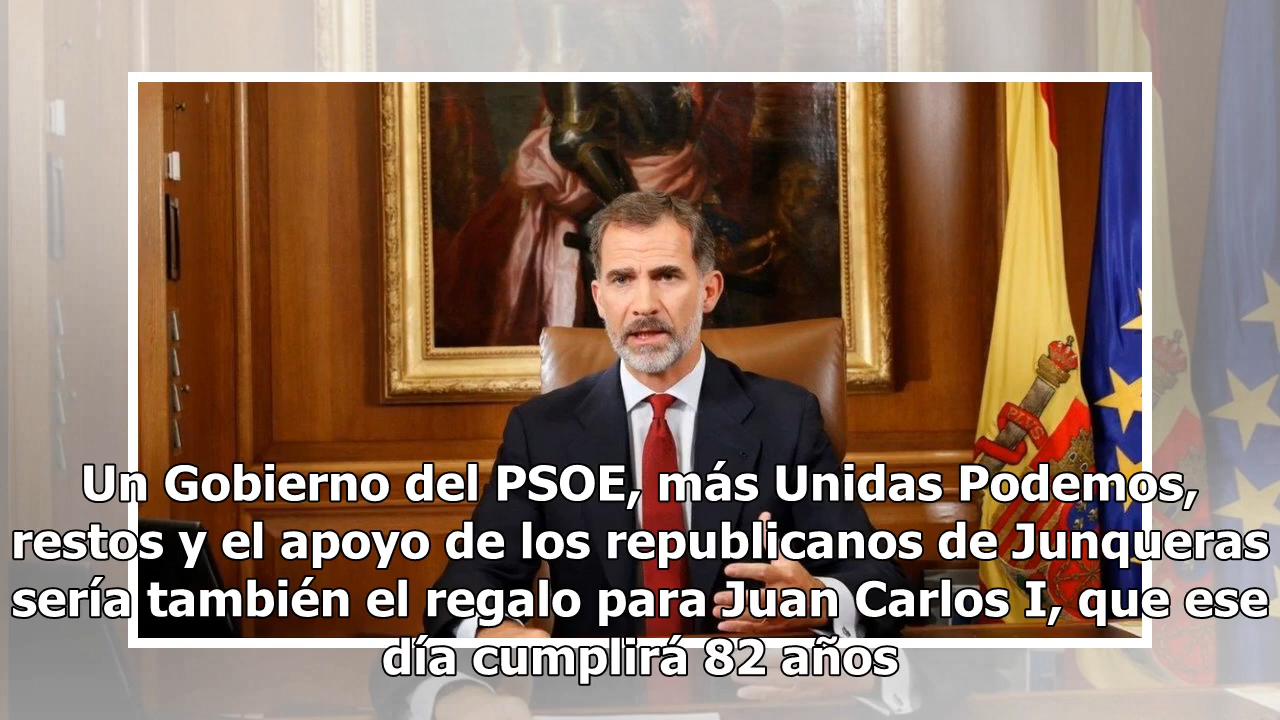 Un Gobierno del PSOE, más Unidas Podemos,
restos y el apoyo de los republicanos de Junqueras
sería también el regalo para Juan Carlos I, que ese
día cumplirá 82 años